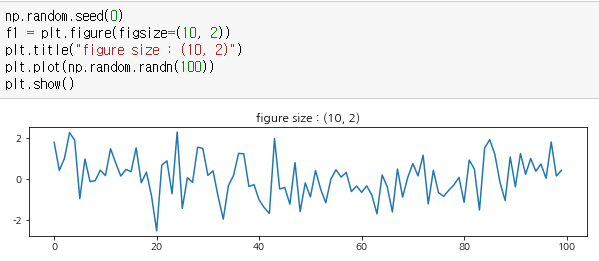 np.random.seed(0)
f1 = plt.figure(figsize=(10, 2))
plt.title("figure size : (10, 2)")
plt.plot(np.random.randn(100))
plt.show()
figure size : (10, 2)
2
0
-2
0 20 40 60 80 100